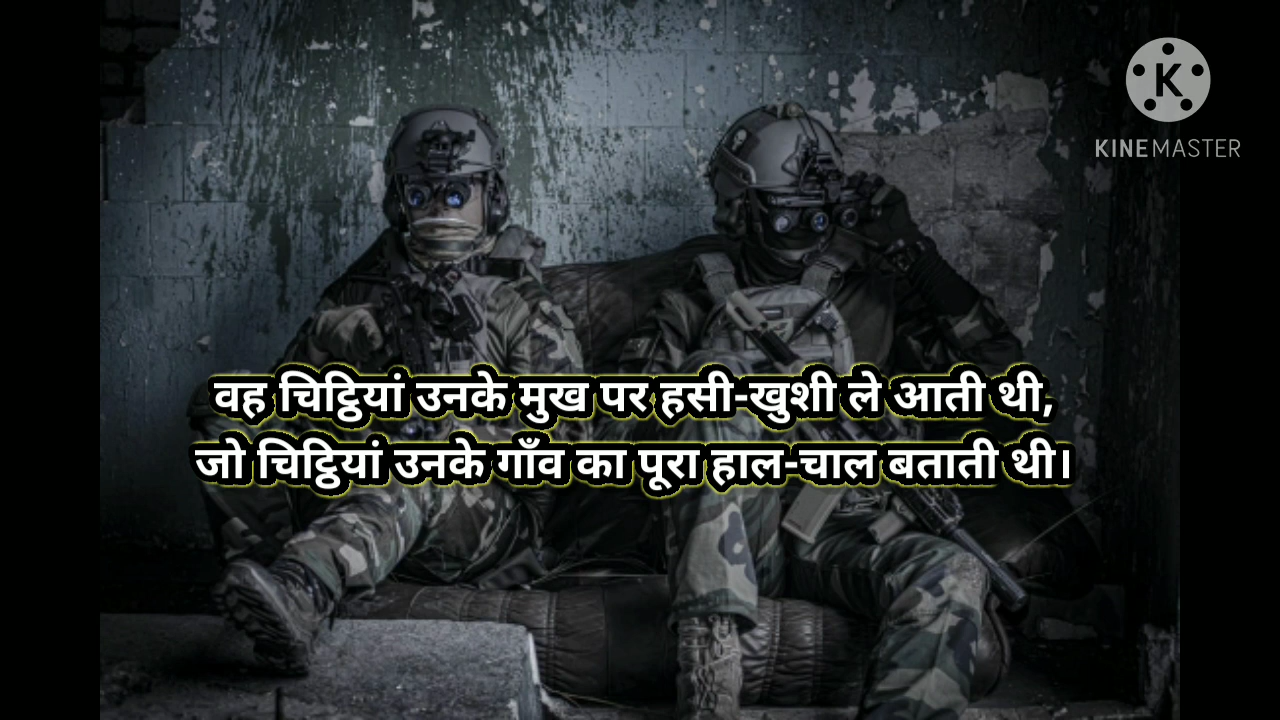 KINEMASTER
वह चिट्ठियां उनके मुख पर हसी-खुशी ले आती थी,
जो चिट्ठियां उनके गाँव का पूरा हाल-चाल बताती थी।